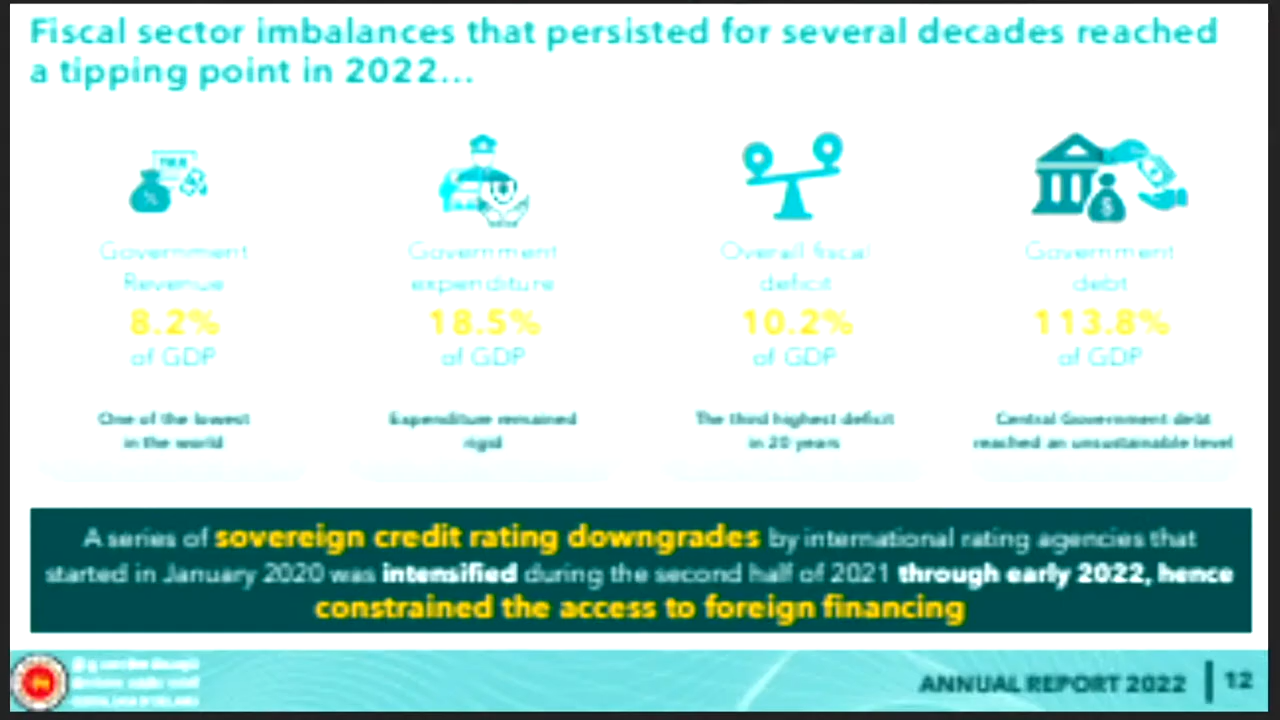 Fiscal sector imbalances that persisted for several decades reached
a tipping point in 2022...
Government
Revenue
8.2%
of GDP
One of the lowest
in the world
Government
expenditure
18.5%
of GDP
Expenditure remained
rigid
Overall fiscal
deficit
10.2%
of GDP
The third highest deficit
in 20 years
Government
debt
113.8%
of GDP
Central Government debt
reached an unsustainable level
A series of sovereign credit rating downgrades by international rating agencies that
started in January 2020 was intensified during the second half of 2021 through early 2022, hence
constrained the access to foreign financing
ANNUAL REPORT 2022 | 12